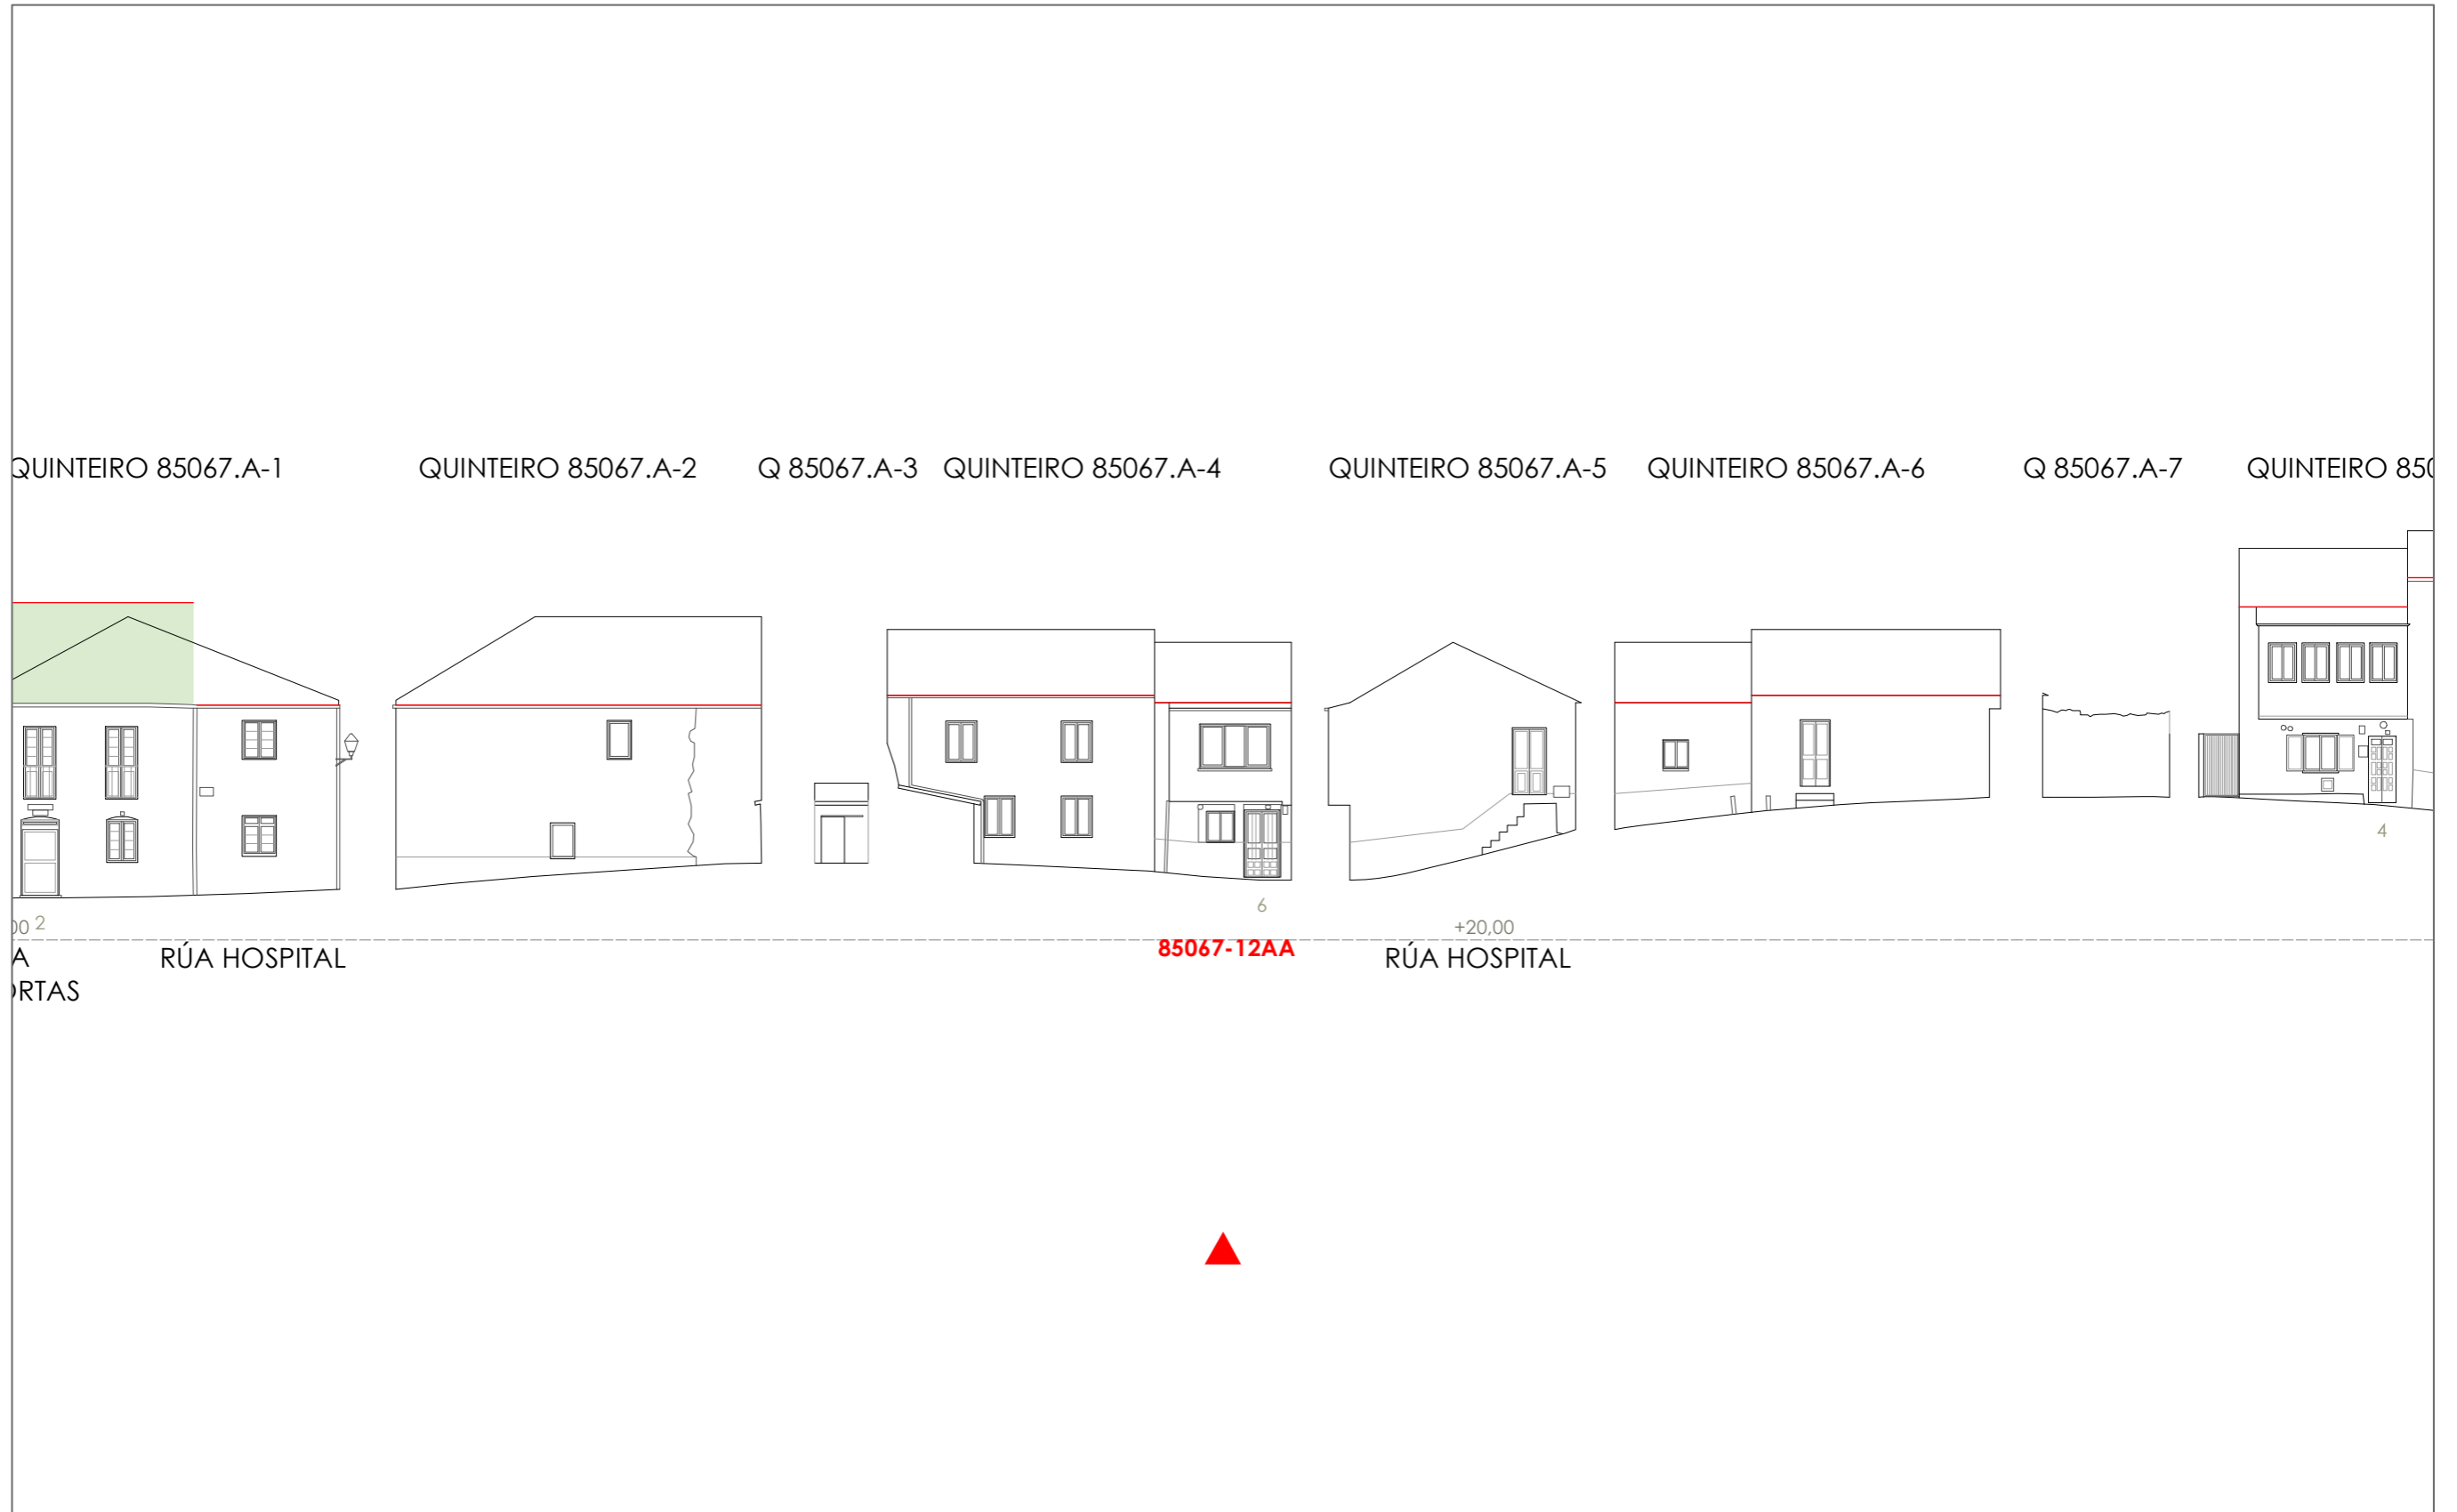 QUINTEIRO 85067.A-1 QUINTEIRO 85067.A-2 Q 85067.A-3 QUINTEIRO 85067.A-4 QUINTEIRO 85067.A-5 QUINTEIRO 85067.A-6 Q 85067.A-7 QUINTEIRO
4
6
2 +20,00
85067-12AA
A RÚA HOSPITAL RÚA HOSPITAL